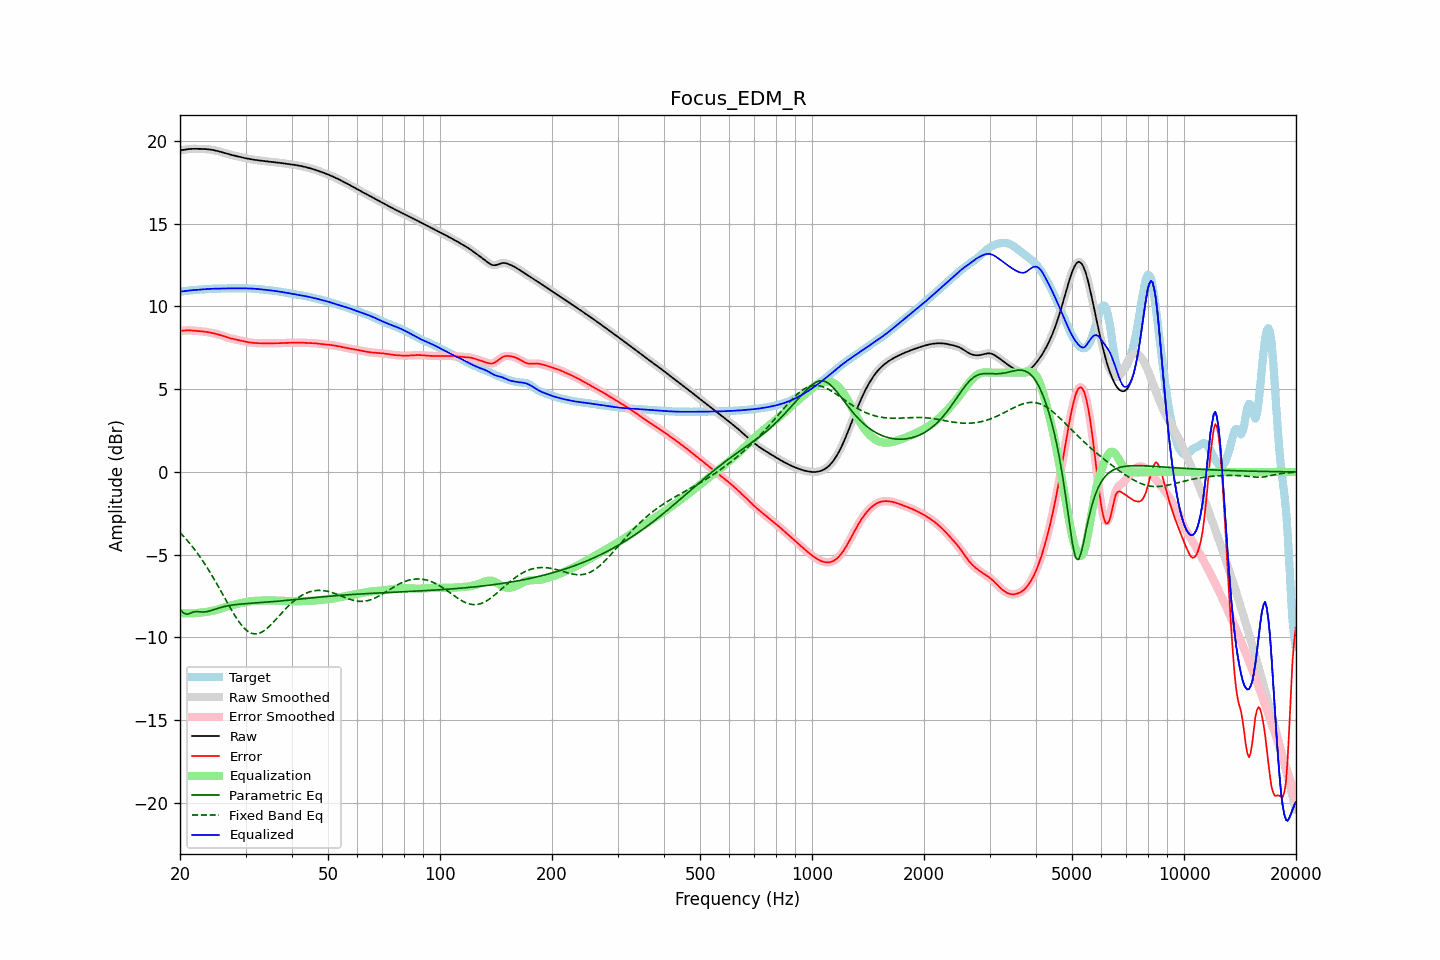 Focus_EDM_R
Amplitude (dBr)
20
15
10
5
0
−5
−10
−15
−20
Target
Raw Smoothed
Error Smoothed
Raw
Error
Equalization
Parametric Eq
Fixed Band Eq
Equalized
20 50 100 200 500 1000 2000 5000 10000 20000
Frequency (Hz)